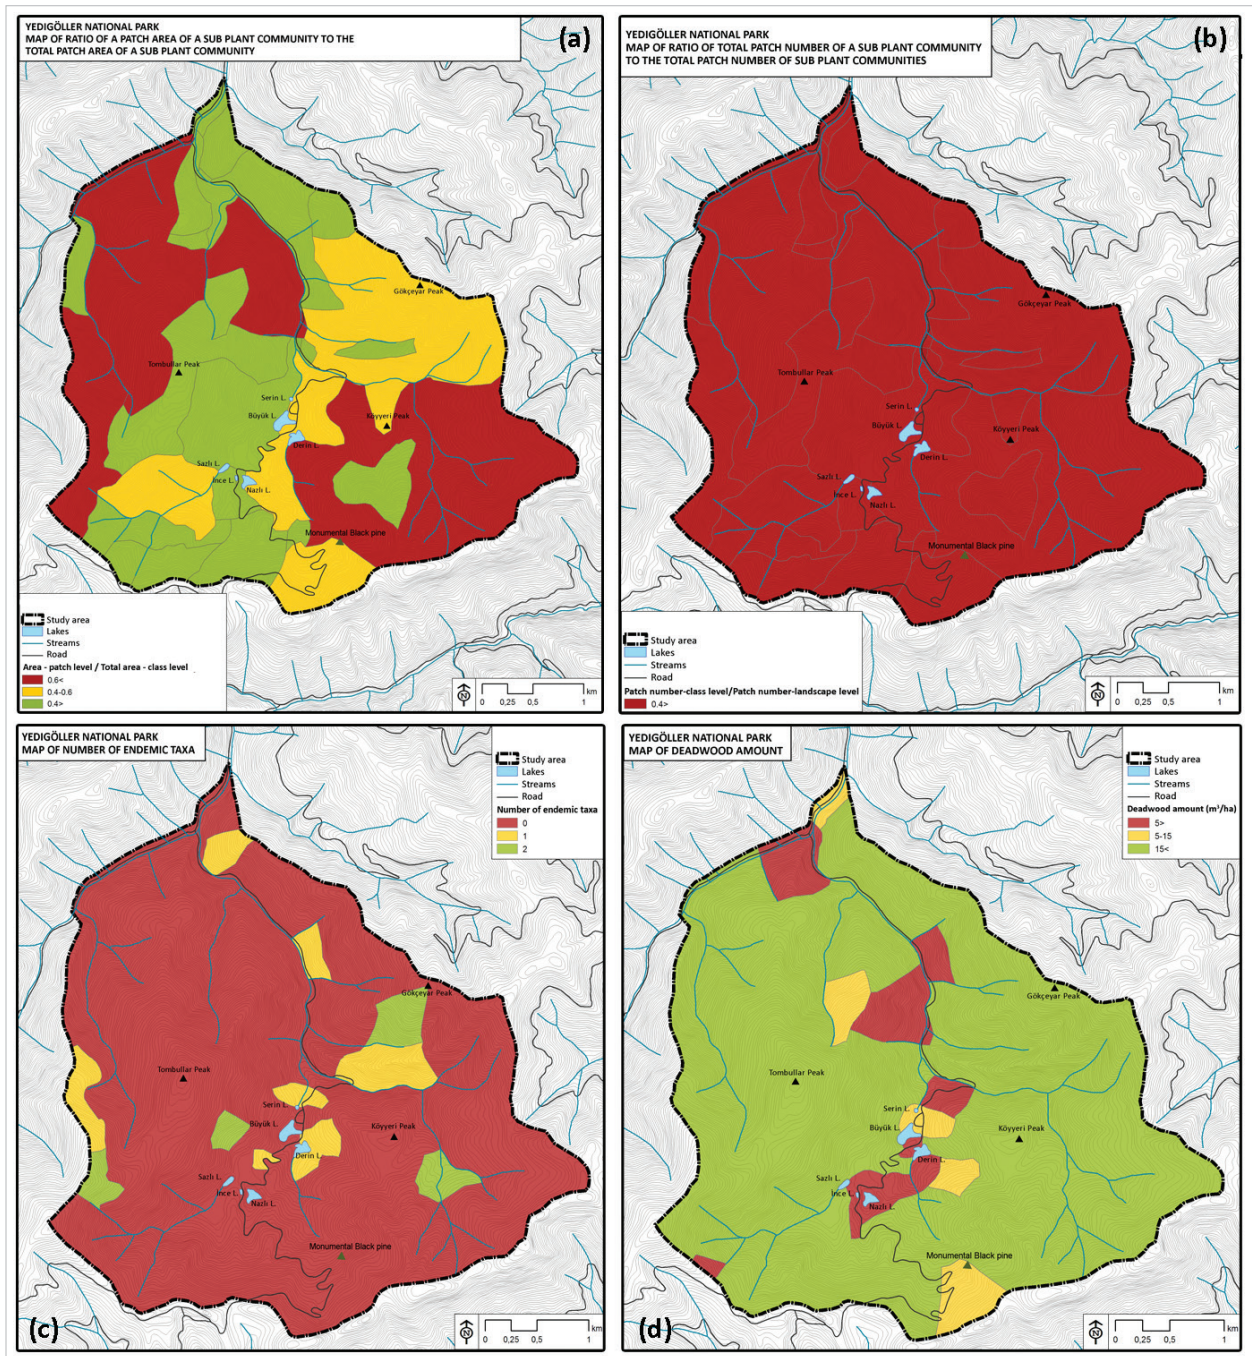 YEDIGÖLLER NATIONAL PARK
MAP OF RATIO OF A PATCH AREA OF A SUB PLANT COMMUNITY TO THE
TOTAL PATCH AREA OF A SUB PLANT COMMUNITY
(a)
Gökçeyar Peak
Tombullar Peak
Serin L.
Büyük L.
Köyyeri Peak
Derin L.
Sazlı L.
İnce L.
Nazlı L.
Monumental Black pine
Study area
Lakes
Streams
Road
Area - patch level / Total area - class level
0.6<
0.4-0.6
0.4>
N
km
0 0,25 0,5 1
YEDIGÖLLER NATIONAL PARK
MAP OF RATIO OF TOTAL PATCH NUMBER OF A SUB PLANT COMMUNITY
TO THE TOTAL PATCH NUMBER OF SUB PLANT COMMUNITIES
(b)
Gökçeyar Peak
Tombullar Peak
Serin L.
Büyük L.
Köyyeri Peak
Derin L.
Sazlı L.
İnce L.
Nazlı L.
Monumental Black pine
Study area
Lakes
Streams
Road
Patch number-class level/Patch number-landscape level
0.4>
N
km
0 0,25 0,5 1
YEDIGÖLLER NATIONAL PARK
MAP OF NUMBER OF ENDEMIC TAXA
Study area
Lakes
Streams
Road
Number of endemic taxa
0
1
2
Gökçeyar Peak
Tombullar Peak
Serin L.
Büyük L.
Köyyeri Peak
Derin L.
Sazlı L.
İnce L.
Nazlı L.
Monumental Black pine
(c)
N
km
0 0,25 0,5 1
YEDIGÖLLER NATIONAL PARK
MAP OF DEADWOOD AMOUNT
Study area
Lakes
Streams
Road
Deadwood amount (m³/ha)
5>
5-15
15<
Gökçeyar Peak
Tombullar Peak
Serin L.
Büyük L.
Köyyeri Peak
Derin L.
Sazlı L.
İnce L.
Nazlı L.
Monumental Black pine
(d)
N
km
0 0,25 0,5 1